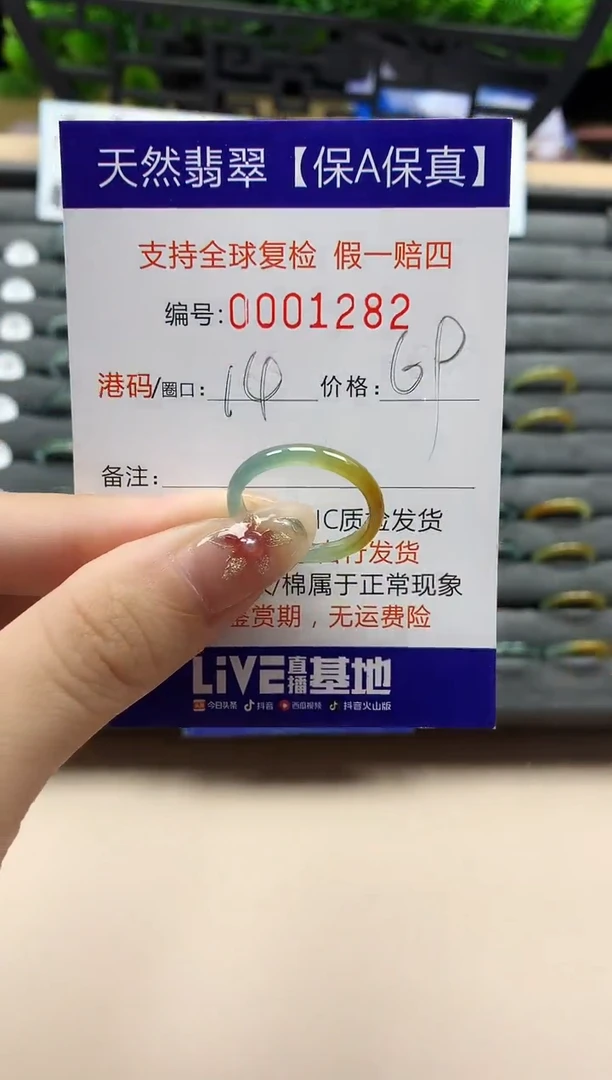 天然翡翠【保A保真】
支持全球复检 假一赔四
编号:0001282
港码/圈口: 14 价格: GP
备注:
IC质检发货
行发货
/棉属于正常现象
鉴赏期，无运费险
LiVE直播基地
今日头条 抖音 西瓜视频 抖音火山版